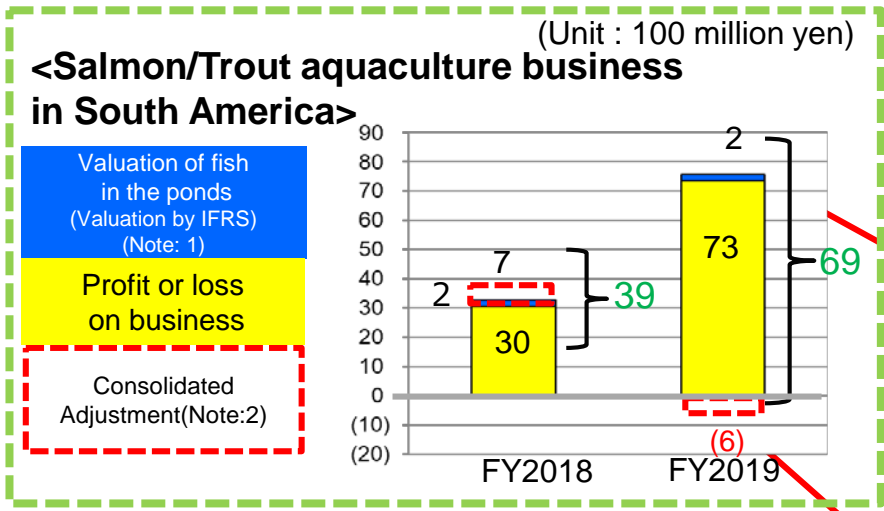 (Unit : 100 million yen)
<Salmon/Trout aquaculture business
in South America>
Valuation of fish
in the ponds
(Valuation by IFRS)
(Note: 1)
Profit or loss
on business
Consolidated
Adjustment(Note:2)
90
80
70
60
50
40
30
20
10
0
(10)
(20)
7
2
30
39
2
73
69
(6)
FY2018
FY2019